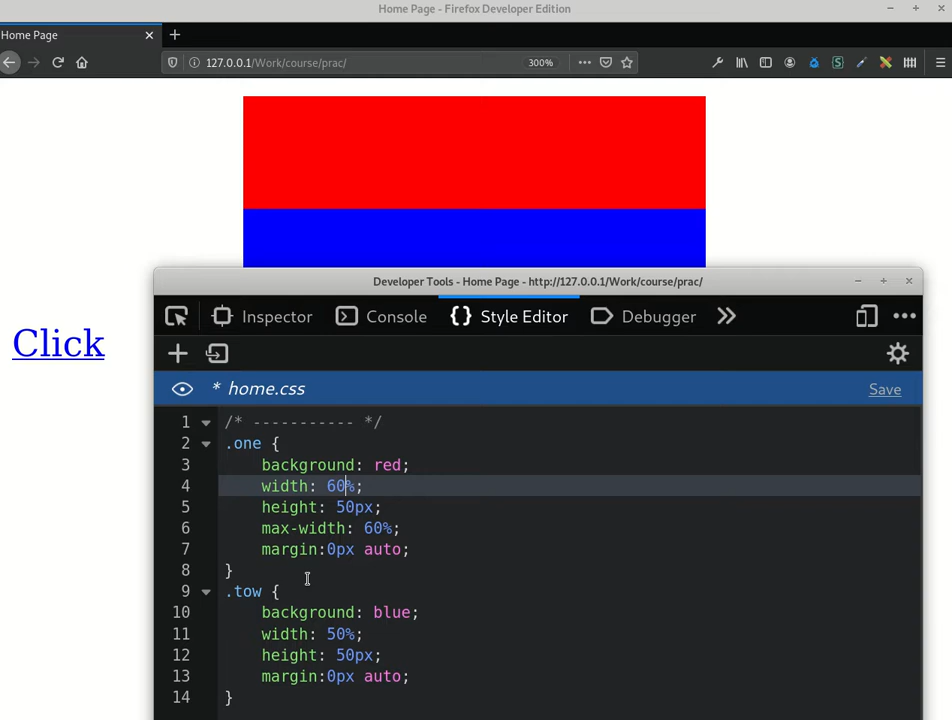 Home Page - Firefox Developer Edition
Home Page
127.0.0.1/Work/course/prac/ 300%
Developer Tools - Home Page - http://127.0.0.1/Work/course/prac/
Inspector Console {} Style Editor Debugger
Click
* home.css Save
1 /* ----------- */
2 .one {
3 background: red;
4 width: 60%;
5 height: 50px;
6 max-width: 60%;
7 margin:0px auto;
8 }
9 .tow {
10 background: blue;
11 width: 50%;
12 height: 50px;
13 margin:0px auto;
14 }